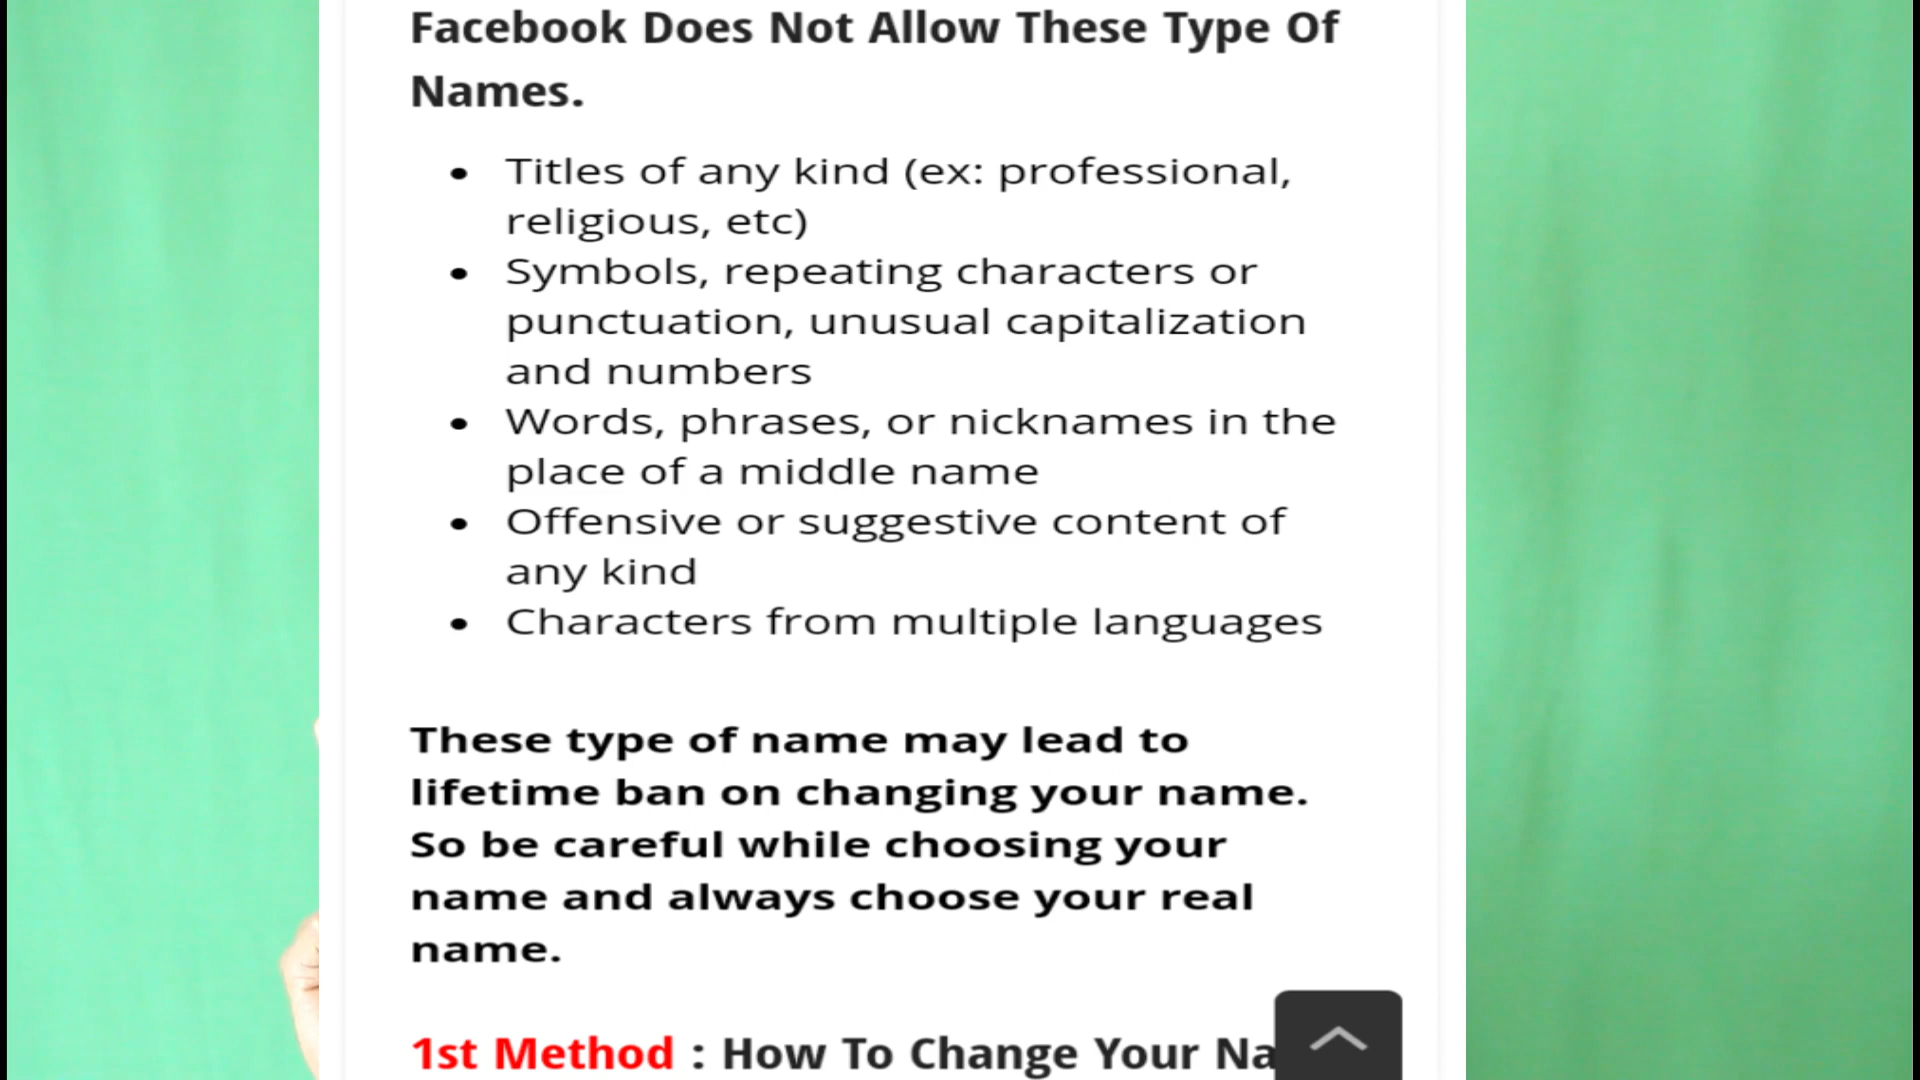 Facebook Does Not Allow These Type Of
Names.
• Titles of any kind (ex: professional,
religious, etc)
• Symbols, repeating characters or
punctuation, unusual capitalization
and numbers
• Words, phrases, or nicknames in the
place of a middle name
• Offensive or suggestive content of
any kind
• Characters from multiple languages
These type of name may lead to
lifetime ban on changing your name.
So be careful while choosing your
name and always choose your real
name.
1st Method : How To Change Your Na